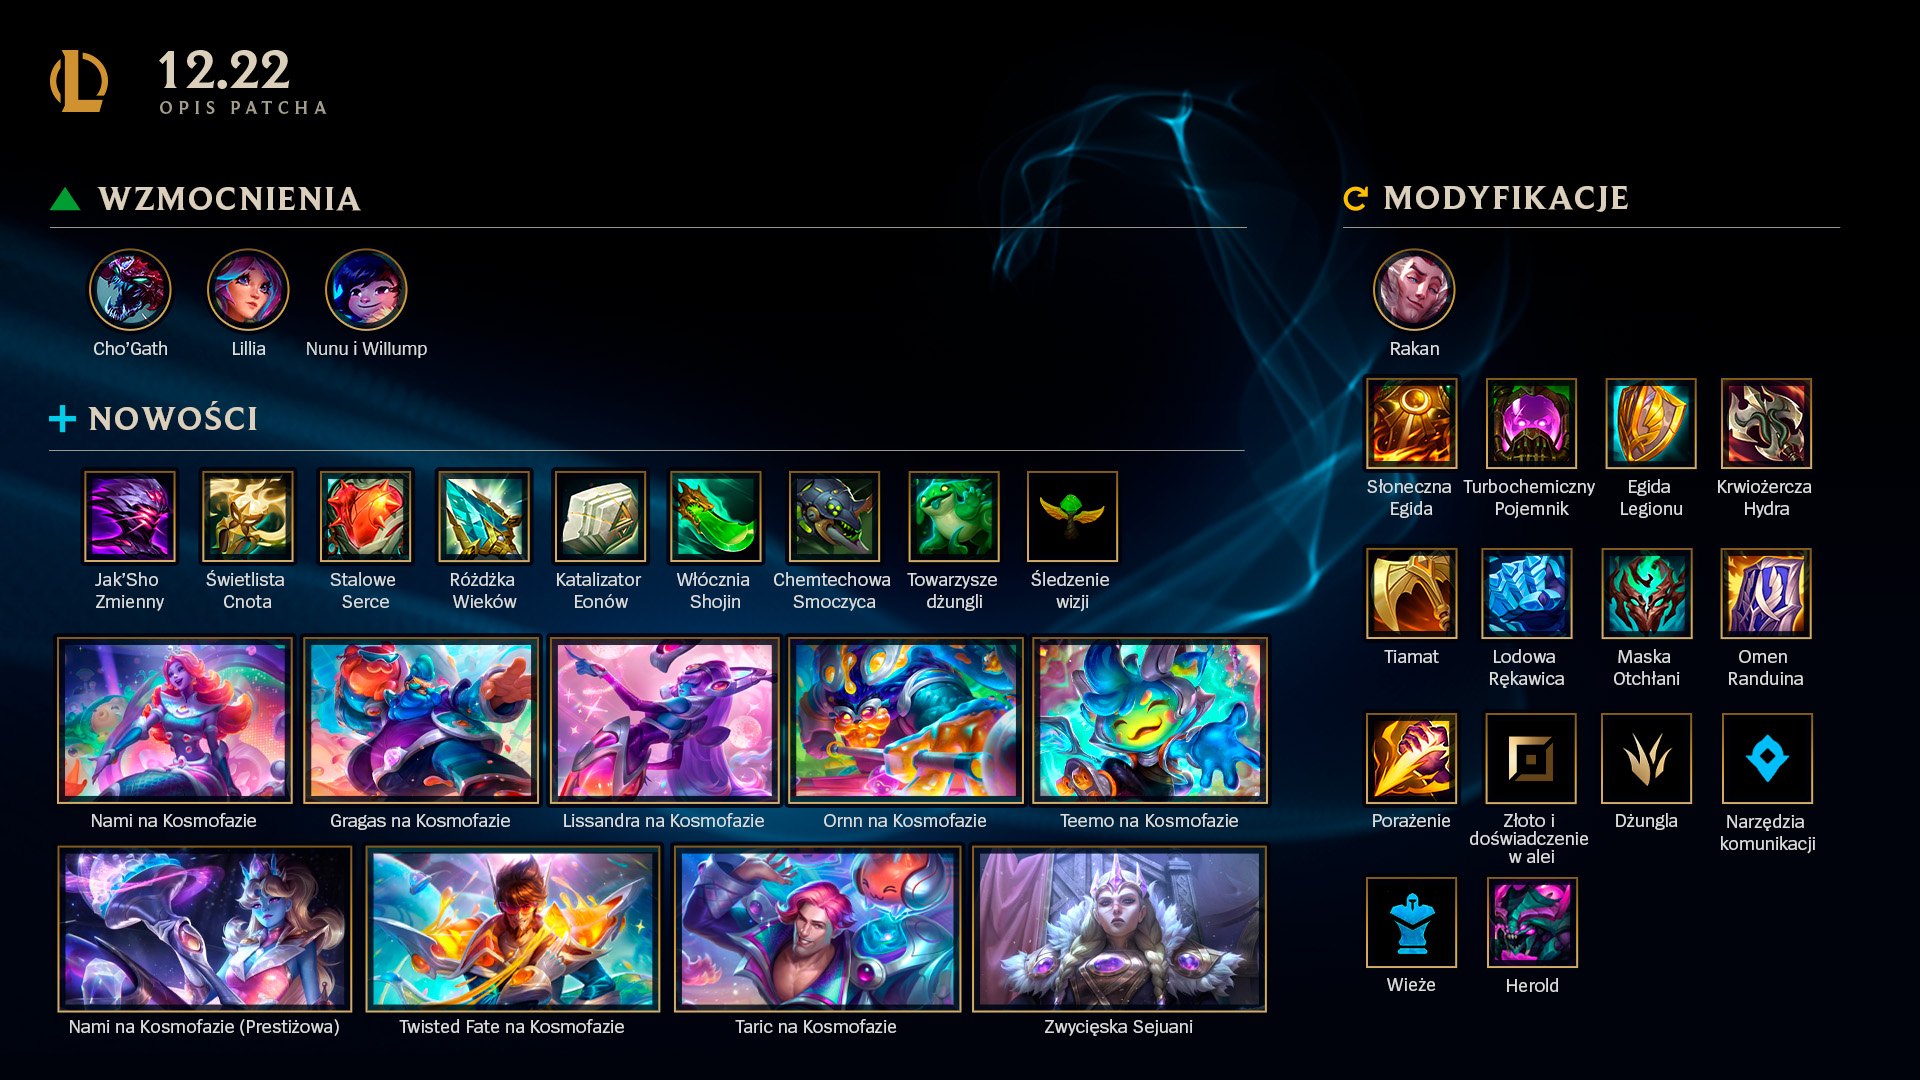 12.22
OPIS PATCHA
WZMOCNIENIA
Cho'Gath
Lillia
Nunu i Willump
NOWOŚCI
Jak'Sho
Zmienny
Świetlista
Cnota
Stalowe
Serce
Różdżka
Wieków
Katalizator
Eonów
Włócznia
Shojin
Chemtechowa
Smoczyca
Towarzysze
dżungli
Śledzenie
wizji
Nami na Kosmofazie
Gragas na Kosmofazie
Lissandra na Kosmofazie
Ornn na Kosmofazie
Teemo na Kosmofazie
Nami na Kosmofazie (Prestiżowa)
Twisted Fate na Kosmofazie
Taric na Kosmofazie
Zwycięska Sejuani
MODYFIKACJE
Rakan
Słoneczna
Egida
Turbochemiczny
Pojemnik
Egida
Legionu
Krwiożercza
Hydra
Tiamat
Lodowa
Rękawica
Maska
Otchłani
Omen
Randuina
Porażenie
Złoto i
doświadczenie
w alei
Dżungla
Narzędzia
komunikacji
Wieże
Herold